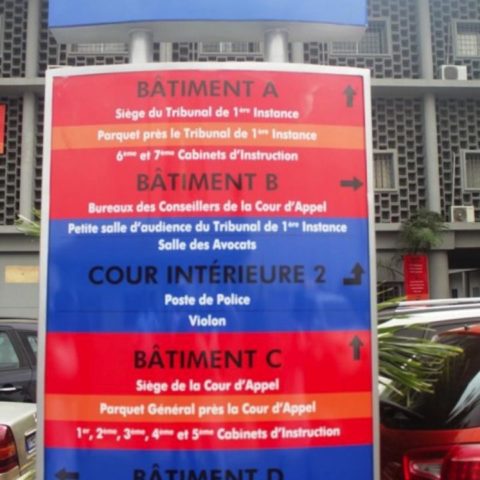 BÂTIMENT A
Siège du Tribunal de 1ère Instance
Parquet près le Tribunal de 1ère Instance
6ème et 7ème Cabinets d'Instruction
BÂTIMENT B
Bureaux des Conseillers de la Cour d'Appel
Petite salle d'audience du Tribunal de 1ère Instance
Salle des Avocats
COUR INTÉRIEURE 2
Poste de Police
Violon
BÂTIMENT C
Siège de la Cour d'Appel
Parquet Général près la Cour d'Appel
1er, 2ème, 3ème, 4ème et 5ème Cabinets d'Instruction
BÂTIMENT D